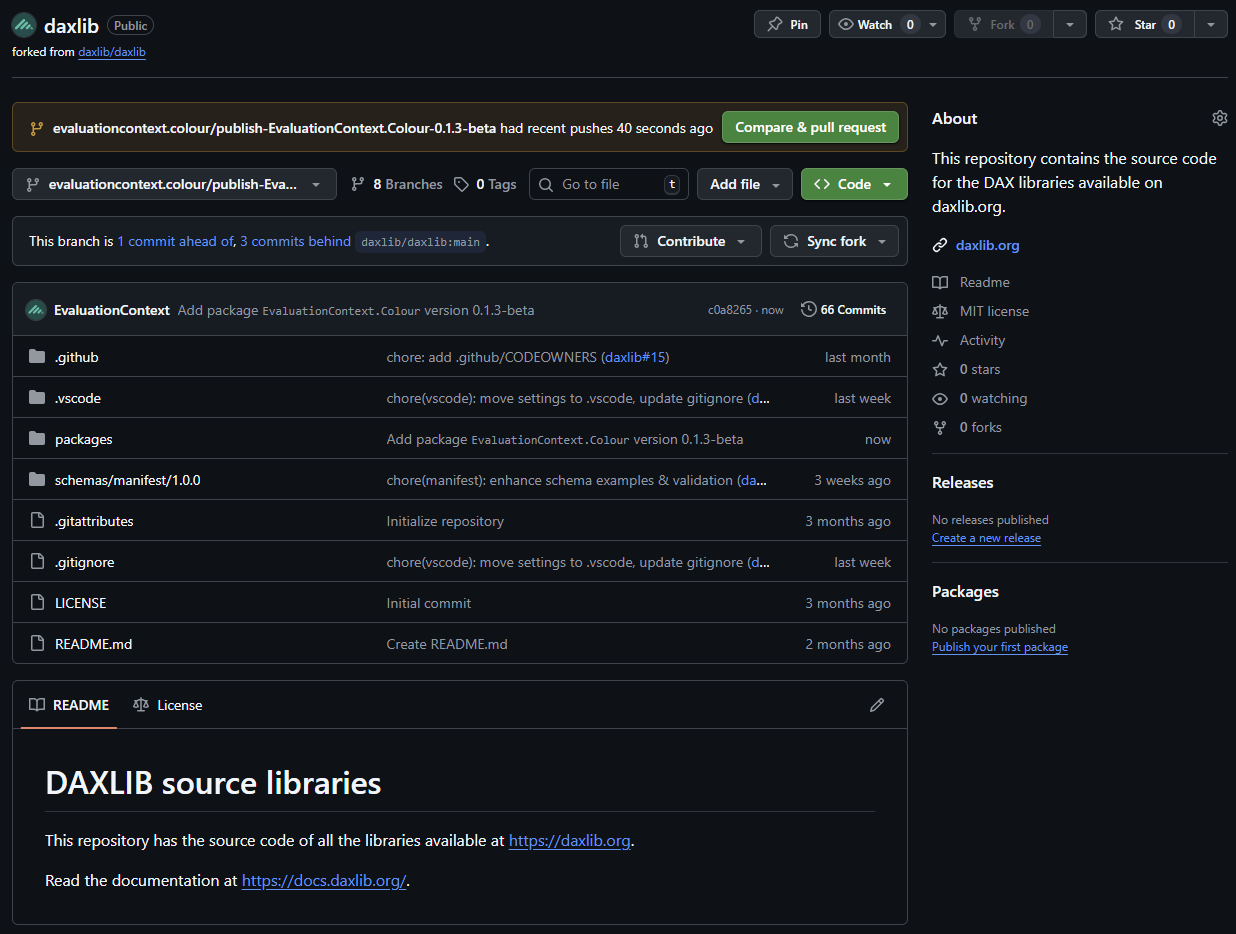 daxlib Public Pin Watch 0 Fork 0 Star 0
forked from daxlib/daxlib
evaluationcontext.colour/publish-EvaluationContext.Colour-0.1.3-beta had recent pushes 40 seconds ago Compare & pull request
evaluationcontext.colour/publish-Eva... 8 Branches 0 Tags Go to file t Add file Code
This branch is 1 commit ahead of, 3 commits behind daxlib/daxlib:main .
Contribute Sync fork
EvaluationContext Add package EvaluationContext.Colour version 0.1.3-beta c0a8265 · now 66 Commits
.github chore: add .github/CODEOWNERS (daxlib#15) last month
.vscode chore(vscode): move settings to .vscode, update gitignore (d... last week
packages Add package EvaluationContext.Colour version 0.1.3-beta now
schemas/manifest/1.0.0 chore(manifest): enhance schema examples & validation (da... 3 weeks ago
.gitattributes Initialize repository 3 months ago
.gitignore chore(vscode): move settings to .vscode, update gitignore (d... last week
LICENSE Initial commit 3 months ago
README.md Create README.md 2 months ago
README License
DAXLIB source libraries
This repository has the source code of all the libraries available at https://daxlib.org.
Read the documentation at https://docs.daxlib.org/.
About
This repository contains the source code
for the DAX libraries available on
daxlib.org.
daxlib.org
Readme
MIT license
Activity
0 stars
0 watching
0 forks
Releases
No releases published
Create a new release
Packages
No packages published
Publish your first package